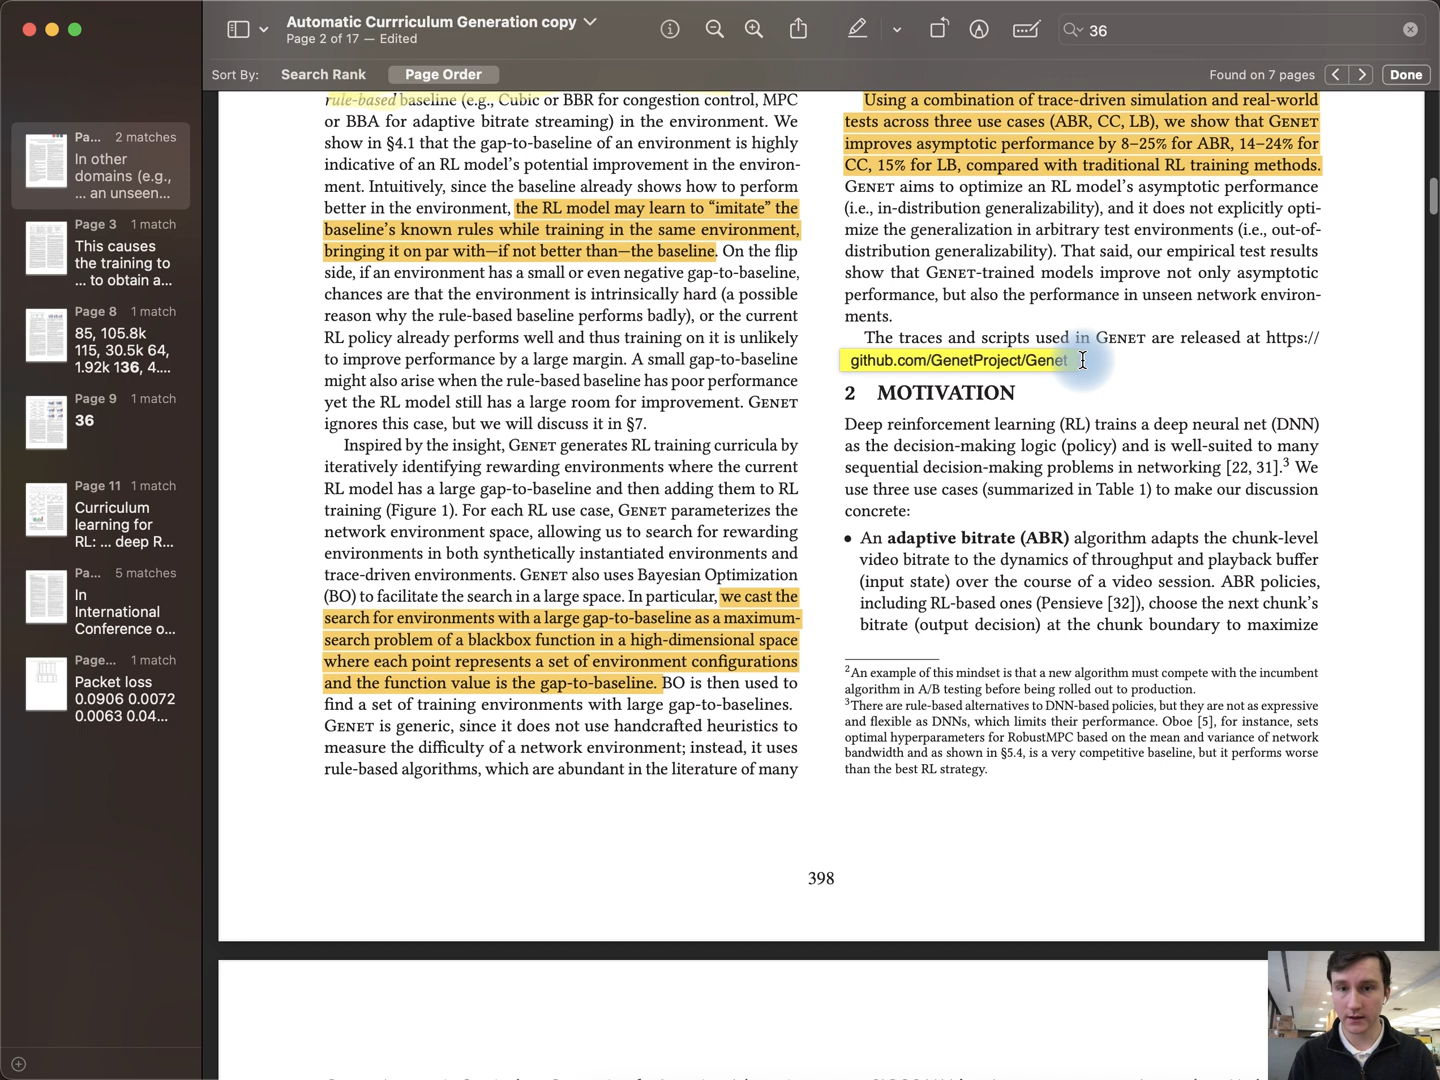 Automatic Currriculum Generation copy
Page 2 of 17 — Edited
36
Sort By:
Search Rank
Page Order
Found on 7 pages
Done
Pa... 2 matches
In other
domains (e.g.,
... an unseen...
Page 3 1 match
This causes
the training to
... to obtain a...
Page 8 1 match
85, 105.8k
115, 30.5k 64,
1.92k 136, 4....
Page 9 1 match
36
Page 11 1 match
Curriculum
learning for
RL: ... deep R...
Pa... 5 matches
In
International
Conference o...
Page... 1 match
Packet loss
0.0906 0.0072
0.0063 0.04...
rule-based baseline (e.g., Cubic or BBR for congestion control, MPC
or BBA for adaptive bitrate streaming) in the environment. We
show in §4.1 that the gap-to-baseline of an environment is highly
indicative of an RL model's potential improvement in the environ-
ment. Intuitively, since the baseline already shows how to perform
better in the environment, the RL model may learn to “imitate” the
baseline's known rules while training in the same environment,
bringing it on par with—if not better than—the baseline. On the flip
side, if an environment has a small or even negative gap-to-baseline,
chances are that the environment is intrinsically hard (a possible
reason why the rule-based baseline performs badly), or the current
RL policy already performs well and thus training on it is unlikely
to improve performance by a large margin. A small gap-to-baseline
might also arise when the rule-based baseline has poor performance
yet the RL model still has a large room for improvement. GENET
ignores this case, but we will discuss it in §7.
Inspired by the insight, GENET generates RL training curricula by
iteratively identifying rewarding environments where the current
RL model has a large gap-to-baseline and then adding them to RL
training (Figure 1). For each RL use case, GENET parameterizes the
network environment space, allowing us to search for rewarding
environments in both synthetically instantiated environments and
trace-driven environments. GENET also uses Bayesian Optimization
(BO) to facilitate the search in a large space. In particular, we cast the
search for environments with a large gap-to-baseline as a maximum-
search problem of a blackbox function in a high-dimensional space
where each point represents a set of environment configurations
and the function value is the gap-to-baseline. BO is then used to
find a set of training environments with large gap-to-baselines.
GENET is generic, since it does not use handcrafted heuristics to
measure the difficulty of a network environment; instead, it uses
rule-based algorithms, which are abundant in the literature of many
Using a combination of trace-driven simulation and real-world
tests across three use cases (ABR, CC, LB), we show that GENET
improves asymptotic performance by 8–25% for ABR, 14–24% for
CC, 15% for LB, compared with traditional RL training methods.
GENET aims to optimize an RL model's asymptotic performance
(i.e., in-distribution generalizability), and it does not explicitly opti-
mize the generalization in arbitrary test environments (i.e., out-of-
distribution generalizability). That said, our empirical test results
show that GENET-trained models improve not only asymptotic
performance, but also the performance in unseen network environ-
ments.
The traces and scripts used in GENET are released at https://
github.com/GenetProject/Genet
2 MOTIVATION
Deep reinforcement learning (RL) trains a deep neural net (DNN)
as the decision-making logic (policy) and is well-suited to many
sequential decision-making problems in networking [22, 31].3 We
use three use cases (summarized in Table 1) to make our discussion
concrete:
• An adaptive bitrate (ABR) algorithm adapts the chunk-level
video bitrate to the dynamics of throughput and playback buffer
(input state) over the course of a video session. ABR policies,
including RL-based ones (Pensieve [32]), choose the next chunk's
bitrate (output decision) at the chunk boundary to maximize
2An example of this mindset is that a new algorithm must compete with the incumbent
algorithm in A/B testing before being rolled out to production.
3There are rule-based alternatives to DNN-based policies, but they are not as expressive
and flexible as DNNs, which limits their performance. Oboe [5], for instance, sets
optimal hyperparameters for RobustMPC based on the mean and variance of network
bandwidth and as shown in §5.4, is a very competitive baseline, but it performs worse
than the best RL strategy.
398